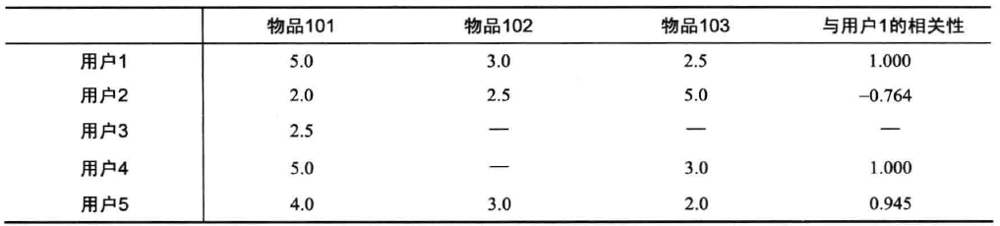 物品101 物品102 物品103 与用户1的相关性
用户1 5.0 3.0 2.5 1.000
用户2 2.0 2.5 5.0 −0.764
用户3 2.5 — — —
用户4 5.0 — 3.0 1.000
用户5 4.0 3.0 2.0 0.945